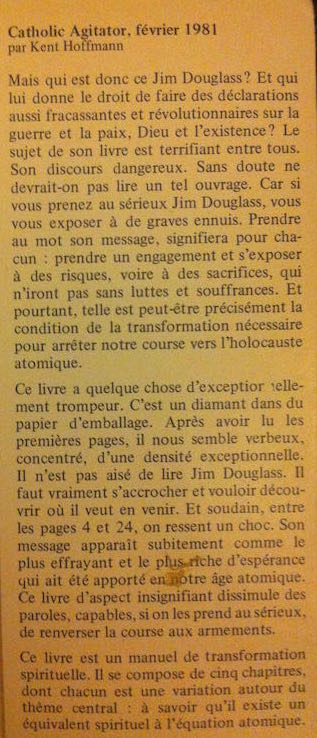 Catholic Agitator, février 1981
par Kent Hoffmann
Mais qui est donc ce Jim Douglass? Et qui
lui donne le droit de faire des déclarations
aussi fracassantes et révolutionnaires sur la
guerre et la paix, Dieu et l'existence? Le
sujet de son livre est terrifiant entre tous.
Son discours dangereux. Sans doute ne
devrait-on pas lire un tel ouvrage. Car si
vous prenez au sérieux Jim Douglass, vous
vous exposer à de graves ennuis. Prendre
au mot son message, signifiera pour cha-
cun : prendre un engagement et s'exposer
à des risques, voire à des sacrifices, qui
n'iront pas sans luttes et souffrances. Et
pourtant, telle est peut-être précisément la
condition de la transformation nécessaire
pour arrêter notre course vers l'holocauste
atomique.
Ce livre a quelque chose d'exceptionnelle-
ment trompeur. C'est un diamant dans du
papier d'emballage. Après avoir lu les
premières pages, il nous semble verbeux,
concentré, d'une densité exceptionnelle.
Il n'est pas aisé de lire Jim Douglass. Il
faut vraiment s'accrocher et vouloir décou-
vrir où il veut en venir. Et soudain, entre
les pages 4 et 24, on ressent un choc. Son
message apparaît subitement comme le
plus effrayant et le plus riche d'espérance
qui ait été apporté en notre âge atomique.
Ce livre d'aspect insignifiant dissimule des
paroles, capables, si on les prend au sérieux,
de renverser la course aux armements.
Ce livre est un manuel de transformation
spirituelle. Il se compose de cinq chapitres,
dont chacun est une variation autour du
thème central : à savoir qu'il existe un
équivalent spirituel à l'équation atomique.